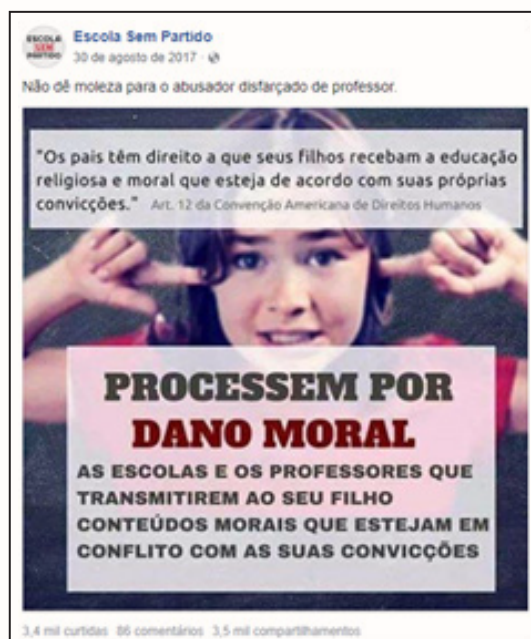 ESCOLA
SEM
PARTIDO
Escola Sem Partido
30 de agosto de 2017 ·
Não dê moleza para o abusador disfarçado de professor.
"Os pais têm direito a que seus filhos recebam a educação
religiosa e moral que esteja de acordo com suas próprias
convicções." Art. 12 da Convenção Americana de Direitos Humanos
PROCESSEM POR
DANO MORAL
AS ESCOLAS E OS PROFESSORES QUE
TRANSMITIREM AO SEU FILHO
CONTEÚDOS MORAIS QUE ESTEJAM EM
CONFLITO COM AS SUAS CONVICÇÕES
3,4 mil curtidas 86 comentários 3,5 mil compartilhamentos